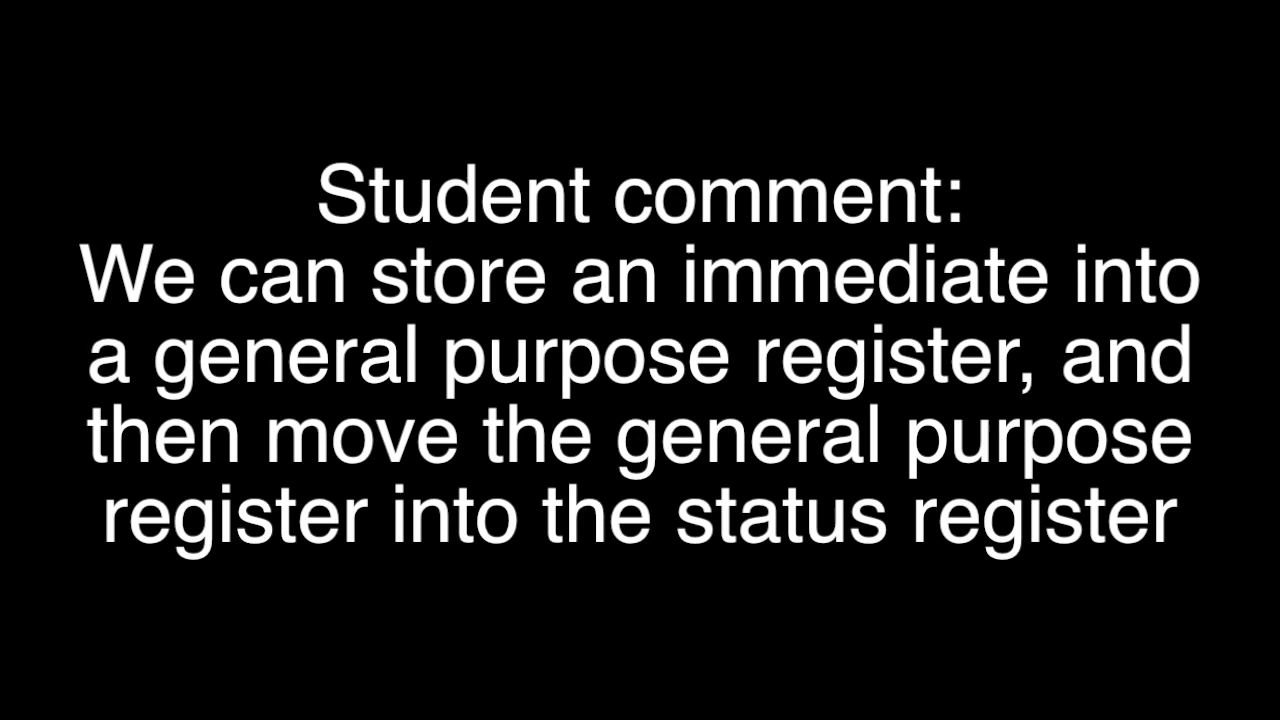 Student comment:
We can store an immediate into
a general purpose register, and
then move the general purpose
register into the status register